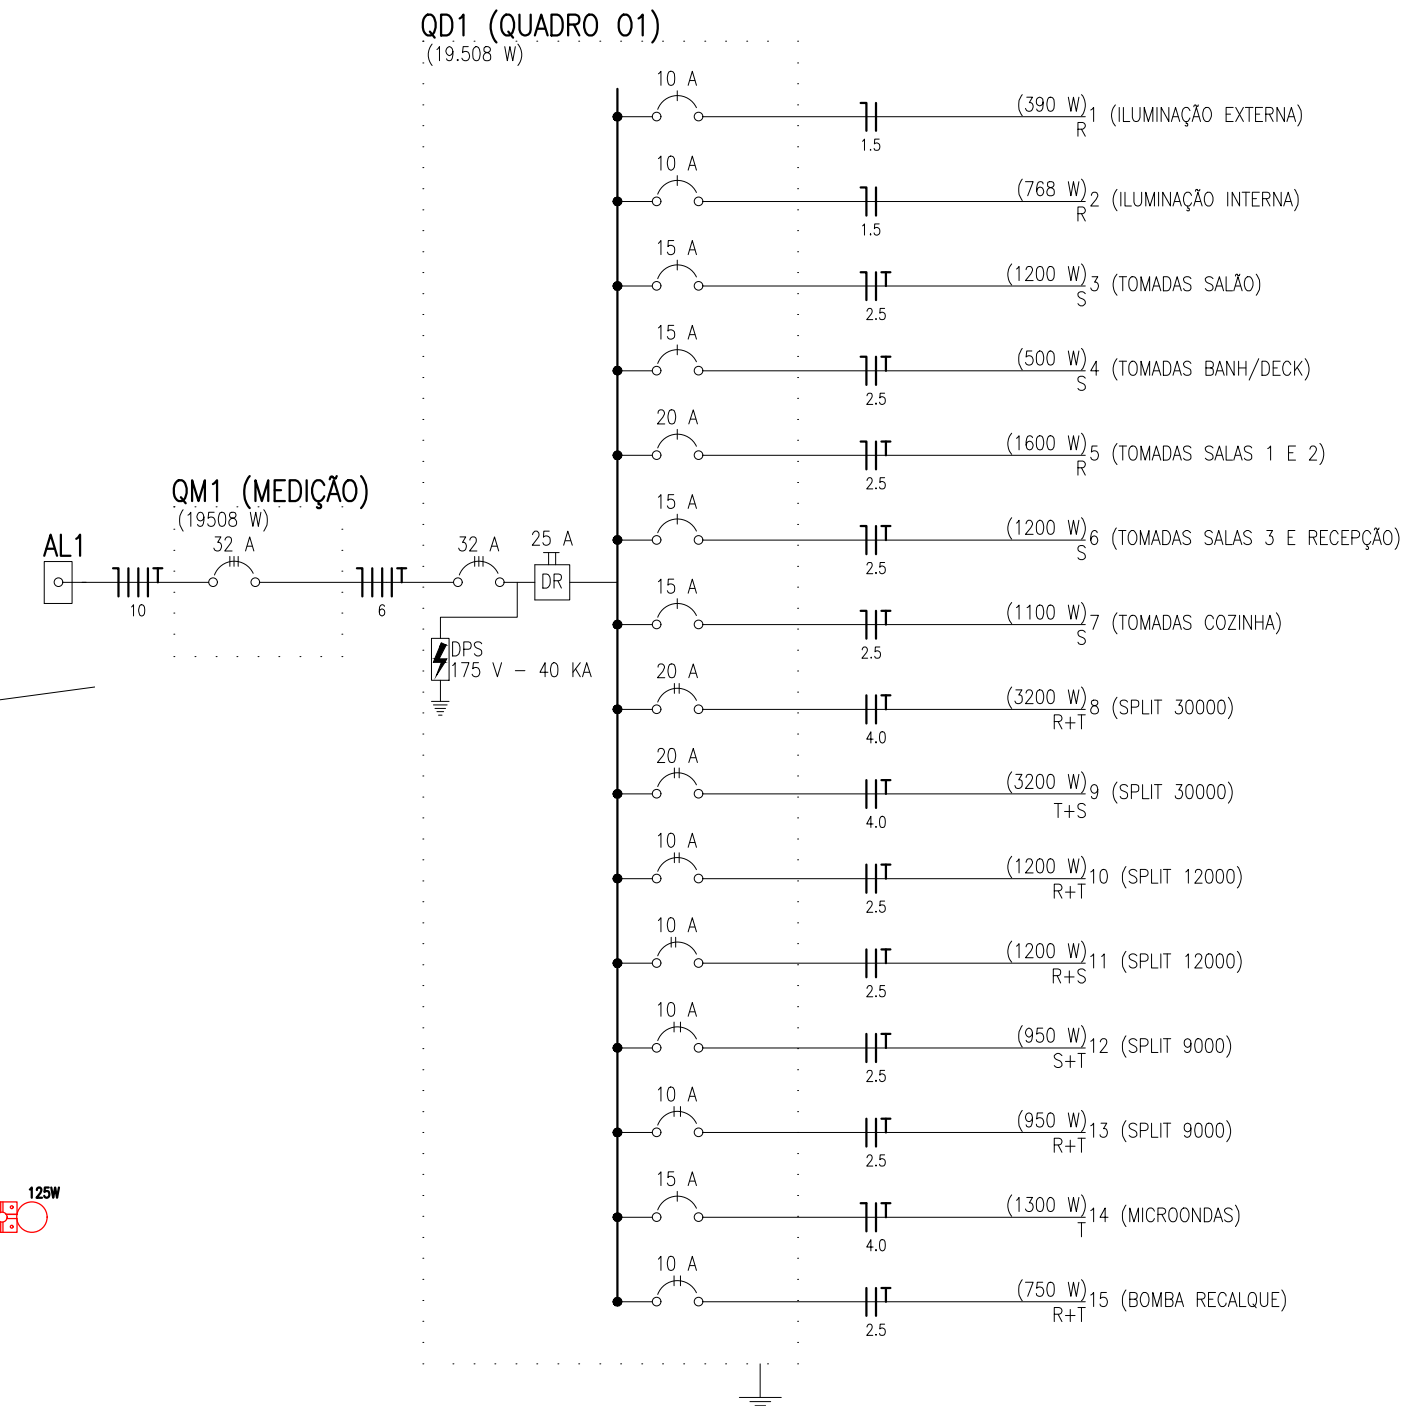 QD1 (QUADRO 01)
(19.508 W)
10 A
(390 W)
1 (ILUMINAÇÃO EXTERNA)
R
1.5
10 A
(768 W)
2 (ILUMINAÇÃO INTERNA)
R
1.5
15 A
(1200 W)
3 (TOMADAS SALÃO)
S
2.5
15 A
(500 W)
4 (TOMADAS BANH/DECK)
S
2.5
20 A
(1600 W)
5 (TOMADAS SALAS 1 E 2)
R
2.5
QM1 (MEDIÇÃO)
(19508 W)
32 A
AL1
10
6
32 A
25 A
DR
DPS
175 V - 40 KA
15 A
(1200 W)
6 (TOMADAS SALAS 3 E RECEPÇÃO)
S
2.5
15 A
(1100 W)
7 (TOMADAS COZINHA)
S
2.5
20 A
(3200 W)
8 (SPLIT 30000)
R+T
4.0
20 A
(3200 W)
9 (SPLIT 30000)
T+S
4.0
10 A
(1200 W)
10 (SPLIT 12000)
R+T
2.5
10 A
(1200 W)
11 (SPLIT 12000)
R+S
2.5
10 A
(950 W)
12 (SPLIT 9000)
S+T
2.5
10 A
(950 W)
13 (SPLIT 9000)
R+T
2.5
125W
15 A
(1300 W)
14 (MICROONDAS)
T
4.0
10 A
(750 W)
15 (BOMBA RECALQUE)
R+T
2.5